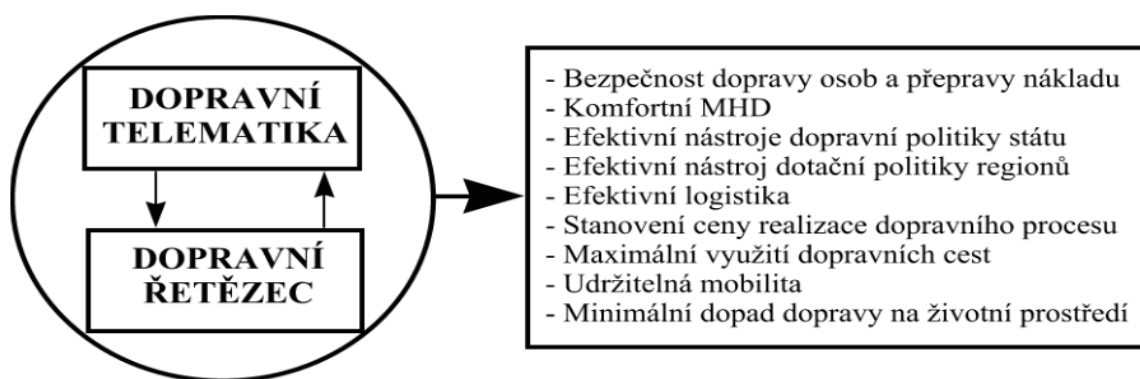 DOPRAVNÍ
TELEMATIKA
DOPRAVNÍ
ŘETĚZEC
- Bezpečnost dopravy osob a přepravy nákladu
- Komfortní MHD
- Efektivní nástroje dopravní politiky státu
- Efektivní nástroj dotační politiky regionů
- Efektivní logistika
- Stanovení ceny realizace dopravního procesu
- Maximální využití dopravních cest
- Udržitelná mobilita
- Minimální dopad dopravy na životní prostředí